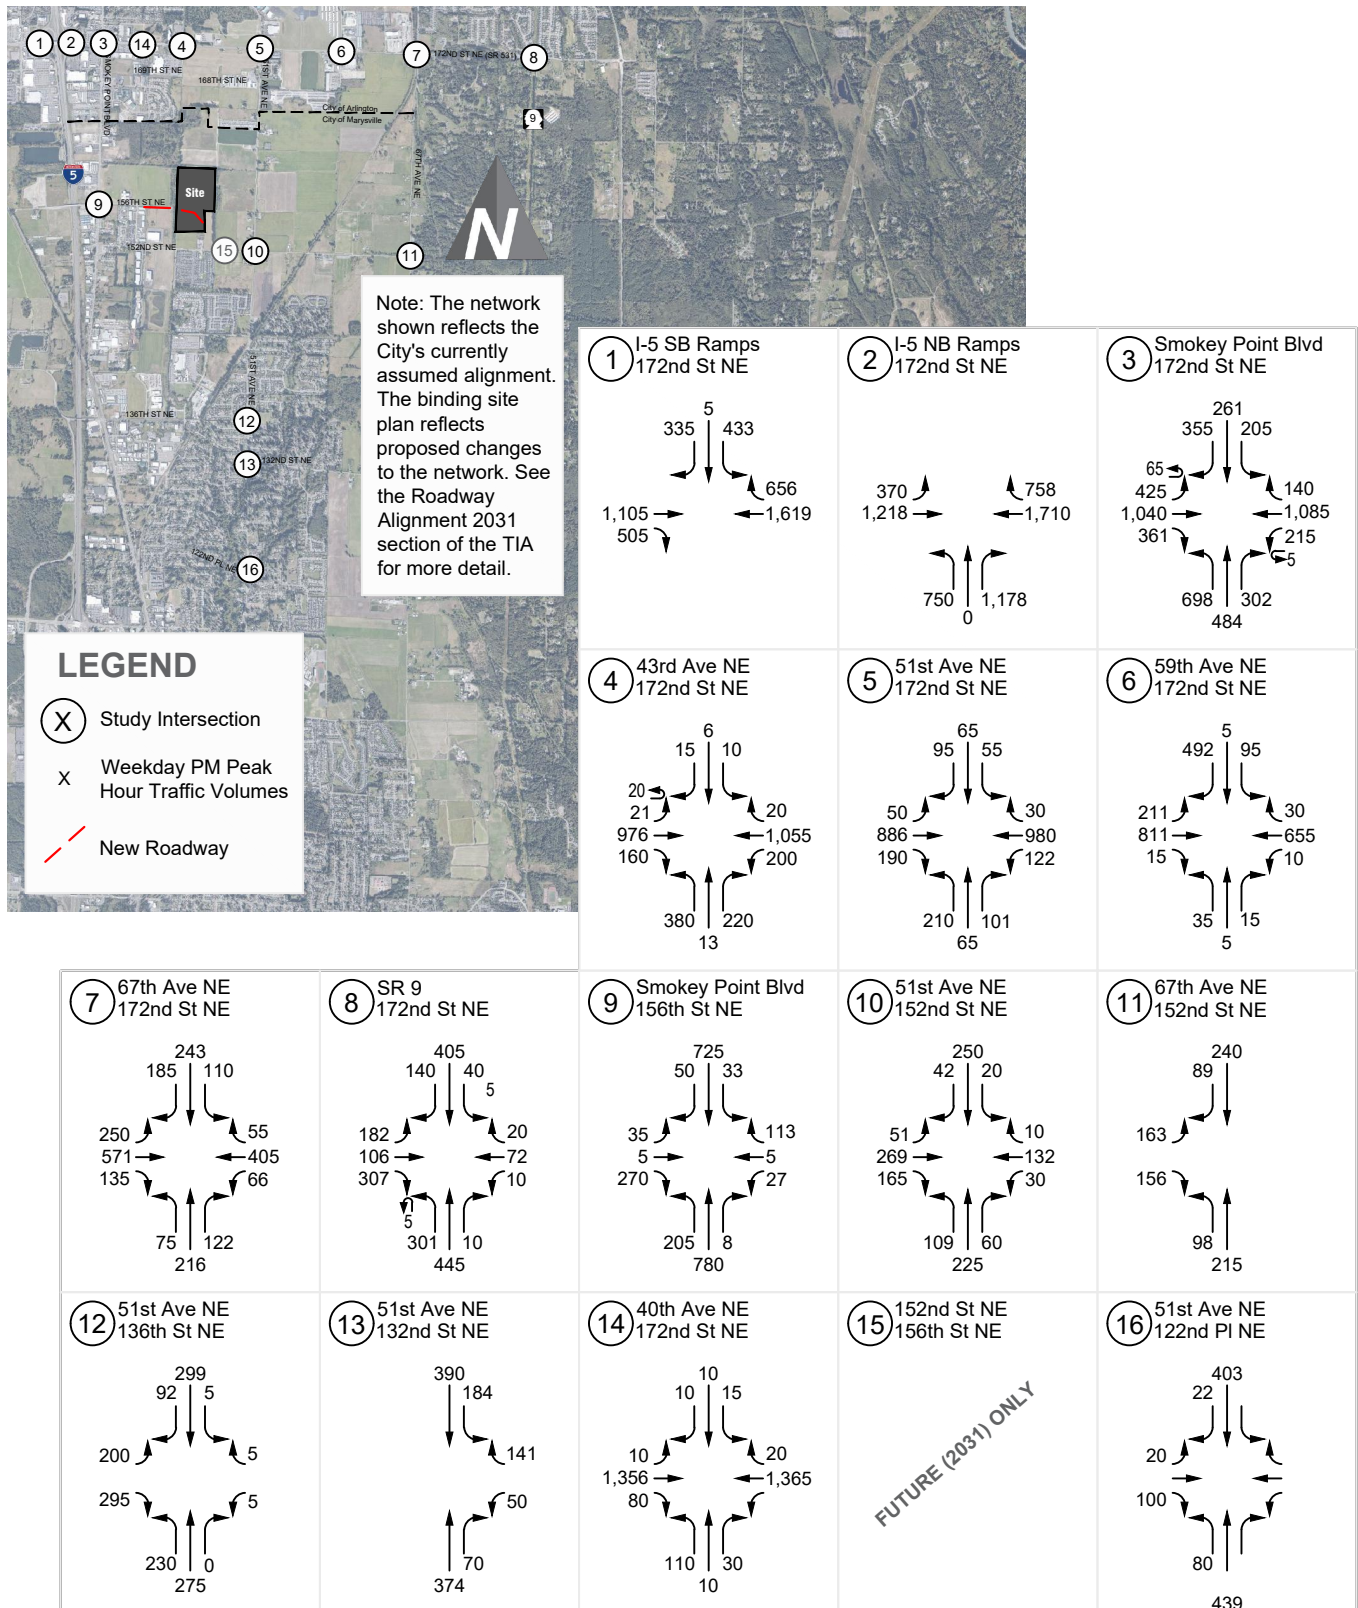 1
2
3
14
4
5
6
7
172ND ST NE (SR 531)
8
169TH ST NE
168TH ST NE
51ST AVE NE
SMOKEY POINT BLVD
City of Arlington
City of Marysville
9
5
Site
67TH AVE NE
9
156TH ST NE
152ND ST NE
15
10
11
N
51ST AVE NE
136TH ST NE
12
13
132ND ST NE
122ND PL NE
16
Note: The network
shown reflects the
City's currently
assumed alignment.
The binding site
plan reflects
proposed changes
to the network. See
the Roadway
Alignment 2031
section of the TIA
for more detail.
LEGEND
X Study Intersection
X Weekday PM Peak
Hour Traffic Volumes
New Roadway
1 I-5 SB Ramps
172nd St NE
5
335 433
656
1,105 1,619
505
2 I-5 NB Ramps
172nd St NE
370 758
1,218 1,710
750 1,178
0
3 Smokey Point Blvd
172nd St NE
261
355 205
65
425 140
1,040 1,085
361 215
5
698 302
484
4 43rd Ave NE
172nd St NE
6
15 10
20
21 20
976 1,055
160 200
380 220
13
5 51st Ave NE
172nd St NE
65
95 55
50 30
886 980
190 122
210 101
65
6 59th Ave NE
172nd St NE
5
492 95
211 30
811 655
15 10
35 15
5
7 67th Ave NE
172nd St NE
243
185 110
250 55
571 405
135 66
75 122
216
8 SR 9
172nd St NE
405
140 40
5
182 20
106 72
307 10
5
301 10
445
9 Smokey Point Blvd
156th St NE
725
50 33
35 113
5 5
270 27
205 8
780
10 51st Ave NE
152nd St NE
250
42 20
51 10
269 132
165 30
109 60
225
11 67th Ave NE
152nd St NE
240
89
163
156
98
215
12 51st Ave NE
136th St NE
299
92 5
200 5
295 5
230 0
275
13 51st Ave NE
132nd St NE
390
184
141
50
70
374
14 40th Ave NE
172nd St NE
10
10 15
10 20
1,356 1,365
80
110 30
10
15 152nd St NE
156th St NE
FUTURE (2031) ONLY
16 51st Ave NE
122nd Pl NE
403
22
20
100
80
439